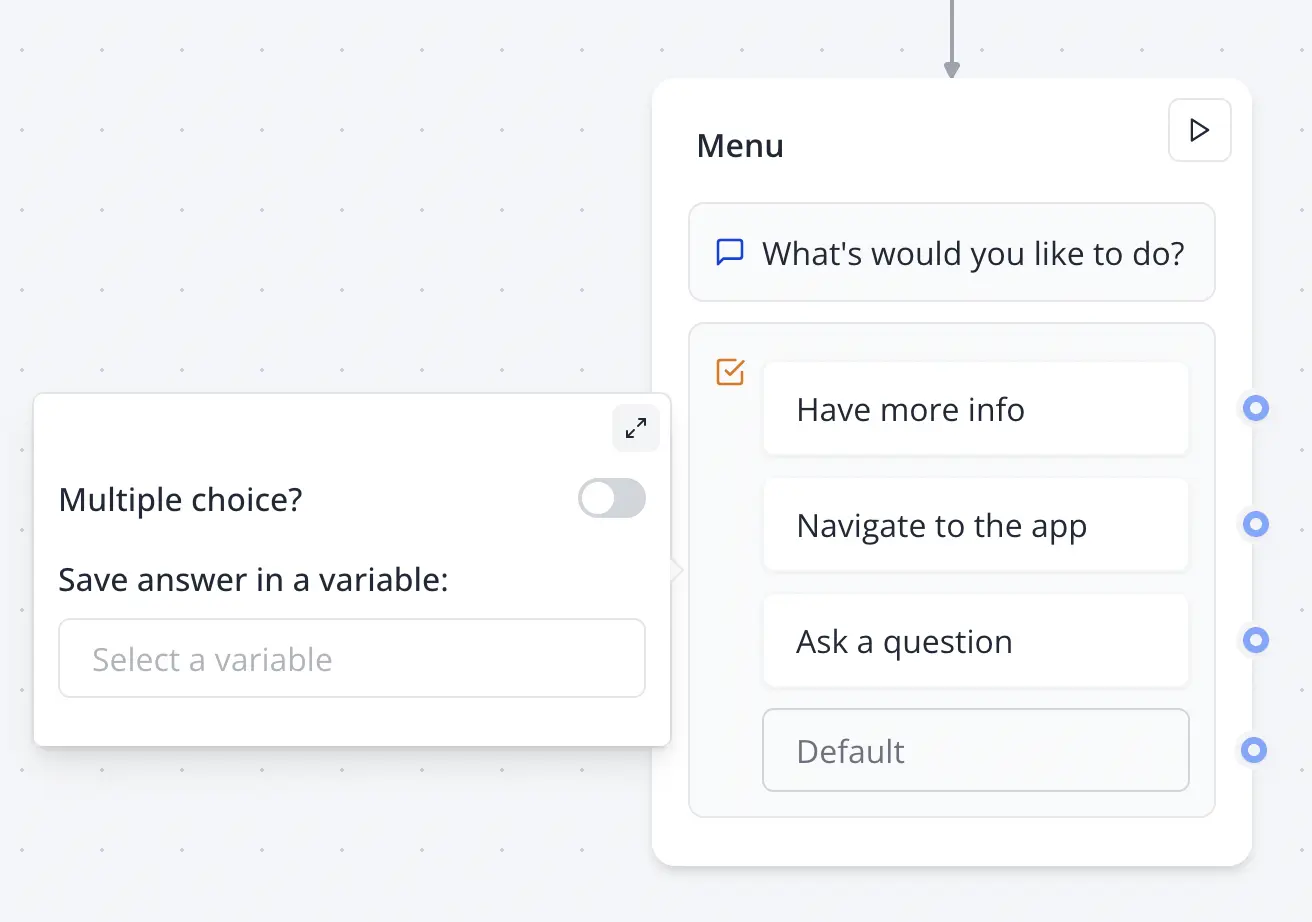 Menu
What's would you like to do?
Have more info
Navigate to the app
Ask a question
Default
Multiple choice?
Save answer in a variable:
Select a variable